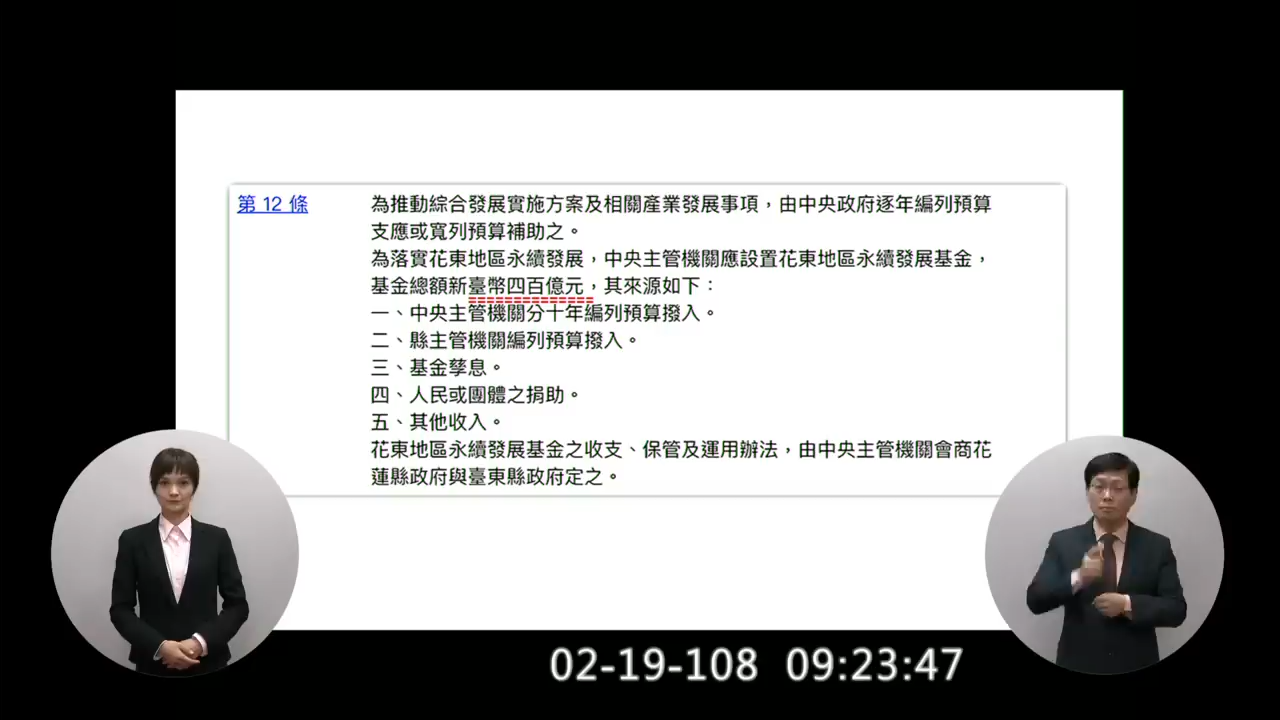 第 12 條
為推動綜合發展實施方案及相關產業發展事項，由中央政府逐年編列預算
支應或寬列預算補助之。
為落實花東地區永續發展，中央主管機關應設置花東地區永續發展基金，
基金總額新臺幣四百億元，其來源如下：
一、中央主管機關分十年編列預算撥入。
二、縣主管機關編列預算撥入。
三、基金孳息。
四、人民或團體之捐助。
五、其他收入。
花東地區永續發展基金之收支、保管及運用辦法，由中央主管機關會商花
蓮縣政府與臺東縣政府定之。
02-19-108 09:23:47